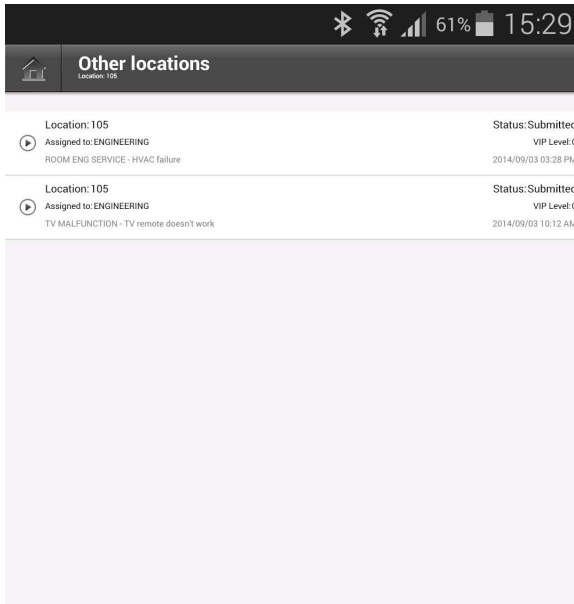 61% 15:29
Other locations
Location: 105
Location: 105 Status: Submitted
Assigned to: ENGINEERING VIP Level: 0
ROOM ENG SERVICE - HVAC failure 2014/09/03 03:28 PM
Location: 105 Status: Submitted
Assigned to: ENGINEERING VIP Level: 0
TV MALFUNCTION - TV remote doesn't work 2014/09/03 10:12 AM